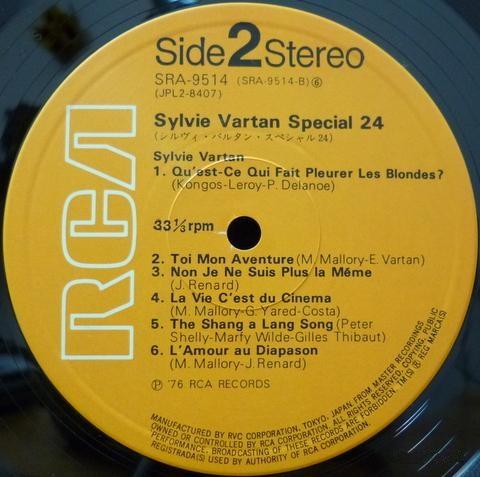 Side 2 Stereo
SRA-9514 (SRA-9514-B)⑥
(JPL2-8407)
Sylvie Vartan Special 24
(シルヴィ・バルタン・スペシャル24)
Sylvie Vartan
1. Qu'est-Ce Qui Fait Pleurer Les Blondes?
(Kongos-Leroy-P. Delanoe)
33⅓rpm
2. Toi Mon Aventure (M. Mallory-E. Vartan)
3. Non Je Ne Suis Plus la Méme
(J. Renard)
4. La Vie C'est du Cinema
(M. Mallory-G. Yared-Costa)
5. The Shang a Lang Song (Peter
Shelly-Marfy Wilde-Gilles Thibaut)
6. L'Amour au Diapason
(M. Mallory-J. Renard)
Ⓟ '76 RCA RECORDS
RCA
MANUFACTURED BY RVC CORPORATION, TOKYO, JAPAN, FROM MASTER RECORDINGS
OWNED OR CONTROLLED BY RCA CORPORATION. ALL RIGHTS RESERVED. COPYING, PUBLIC
PERFORMANCE, BROADCASTING OF THESE RECORDS ARE FORBIDDEN. TM(S) ® REG MARCA(S)
REGISTRADA(S) USED BY AUTHORITY OF RCA CORPORATION.